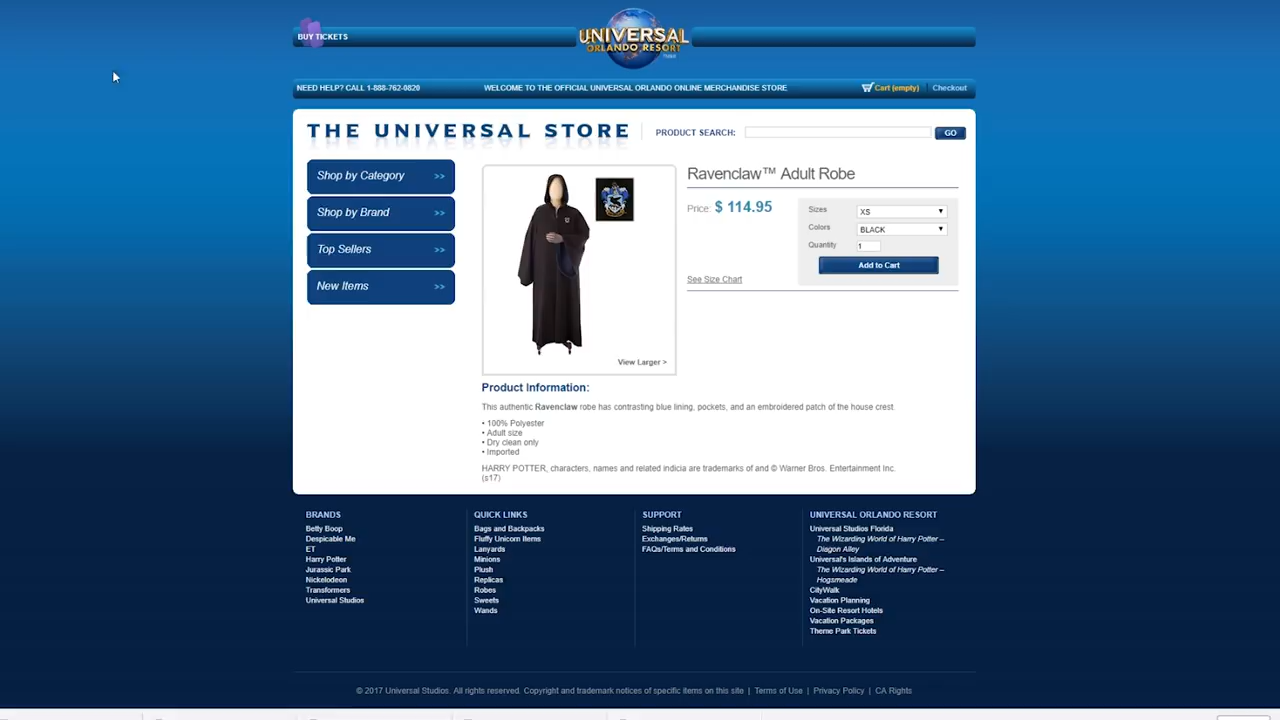 BUY TICKETS
UNIVERSAL
ORLANDO RESORT
NEED HELP? CALL 1-888-762-0820
WELCOME TO THE OFFICIAL UNIVERSAL ORLANDO ONLINE MERCHANDISE STORE
Cart (empty)
Checkout
THE UNIVERSAL STORE
PRODUCT SEARCH:
GO
Shop by Category >>
Shop by Brand >>
Top Sellers >>
New Items >>
View Larger >
Ravenclaw™ Adult Robe
Price: $ 114.95
Sizes XS
Colors BLACK
Quantity 1
Add to Cart
See Size Chart
Product Information:
This authentic Ravenclaw robe has contrasting blue lining, pockets, and an embroidered patch of the house crest.
• 100% Polyester
• Adult size
• Dry clean only
• Imported
HARRY POTTER, characters, names and related indicia are trademarks of and © Warner Bros. Entertainment Inc.
(s17)
BRANDS
Betty Boop
Despicable Me
ET
Harry Potter
Jurassic Park
Nickelodeon
Transformers
Universal Studios
QUICK LINKS
Bags and Backpacks
Fluffy Unicorn Items
Lanyards
Minions
Plush
Replicas
Robes
Sweets
Wands
SUPPORT
Shipping Rates
Exchanges/Returns
FAQs/Terms and Conditions
UNIVERSAL ORLANDO RESORT
Universal Studios Florida
The Wizarding World of Harry Potter –
Diagon Alley
Universal's Islands of Adventure
The Wizarding World of Harry Potter –
Hogsmeade
CityWalk
Vacation Planning
On-Site Resort Hotels
Vacation Packages
Theme Park Tickets
© 2017 Universal Studios. All rights reserved. Copyright and trademark notices of specific items on this site | Terms of Use | Privacy Policy | CA Rights